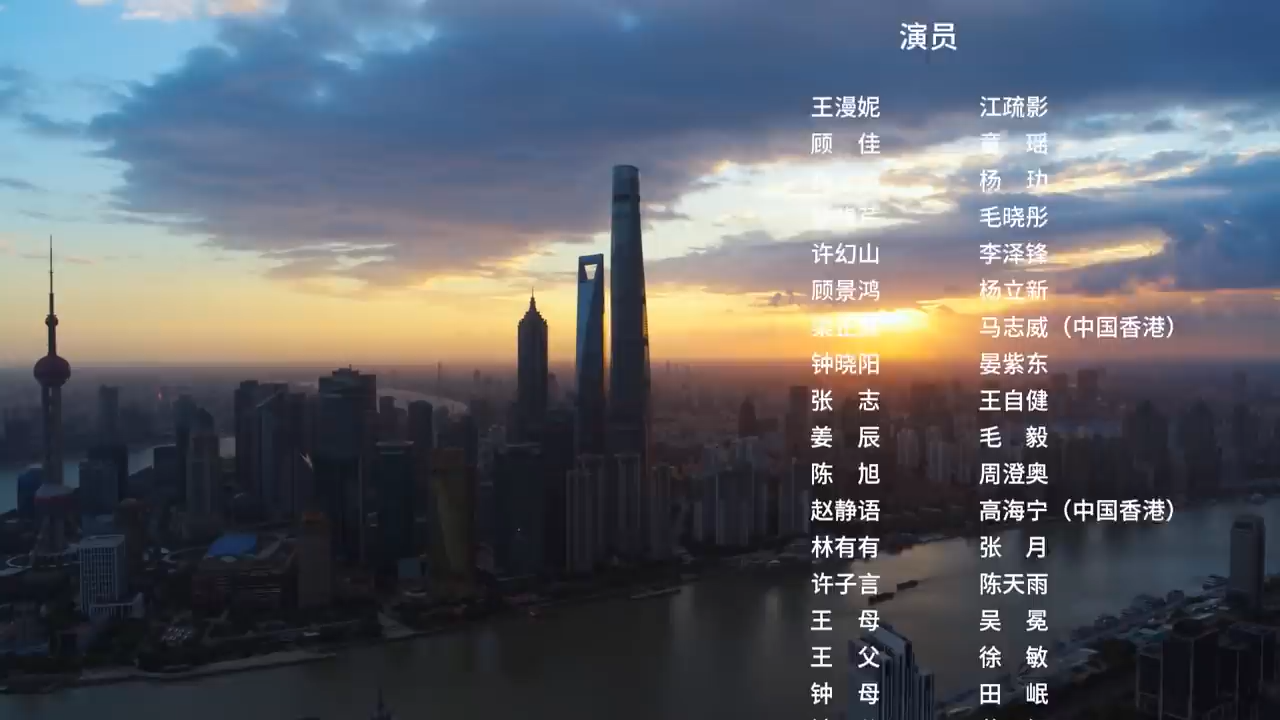 演员
王漫妮 江疏影
顾 佳 童 瑶
杨 玏
毛晓彤
许幻山 李泽锋
顾景鸿 杨立新
马志威（中国香港）
钟晓阳 晏紫东
张 志 王自健
姜 辰 毛 毅
陈 旭 周澄奥
赵静语 高海宁（中国香港）
林有有 张 月
许子言 陈天雨
王 母 吴 冕
王 父 徐 敏
钟 母 田 岷